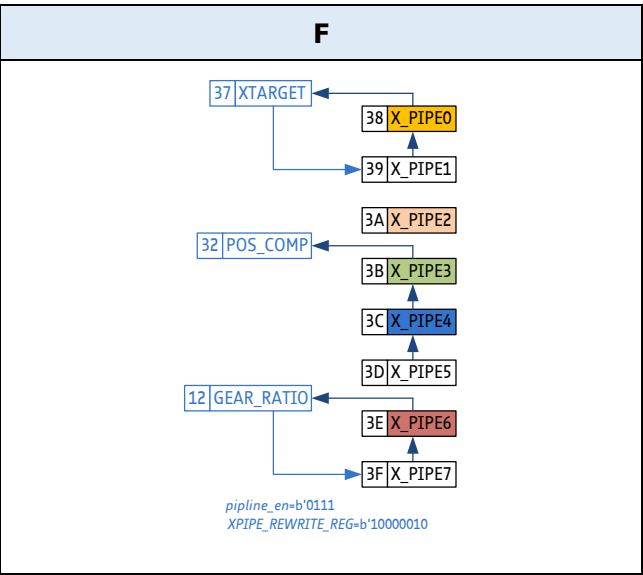 F
37 XTARGET
38 X_PIPE0
39 X_PIPE1
3A X_PIPE2
32 POS_COMP
3B X_PIPE3
3C X_PIPE4
3D X_PIPE5
12 GEAR_RATIO
3E X_PIPE6
3F X_PIPE7
pipline_en=b'0111
XPIPE_REWRITE_REG=b'10000010